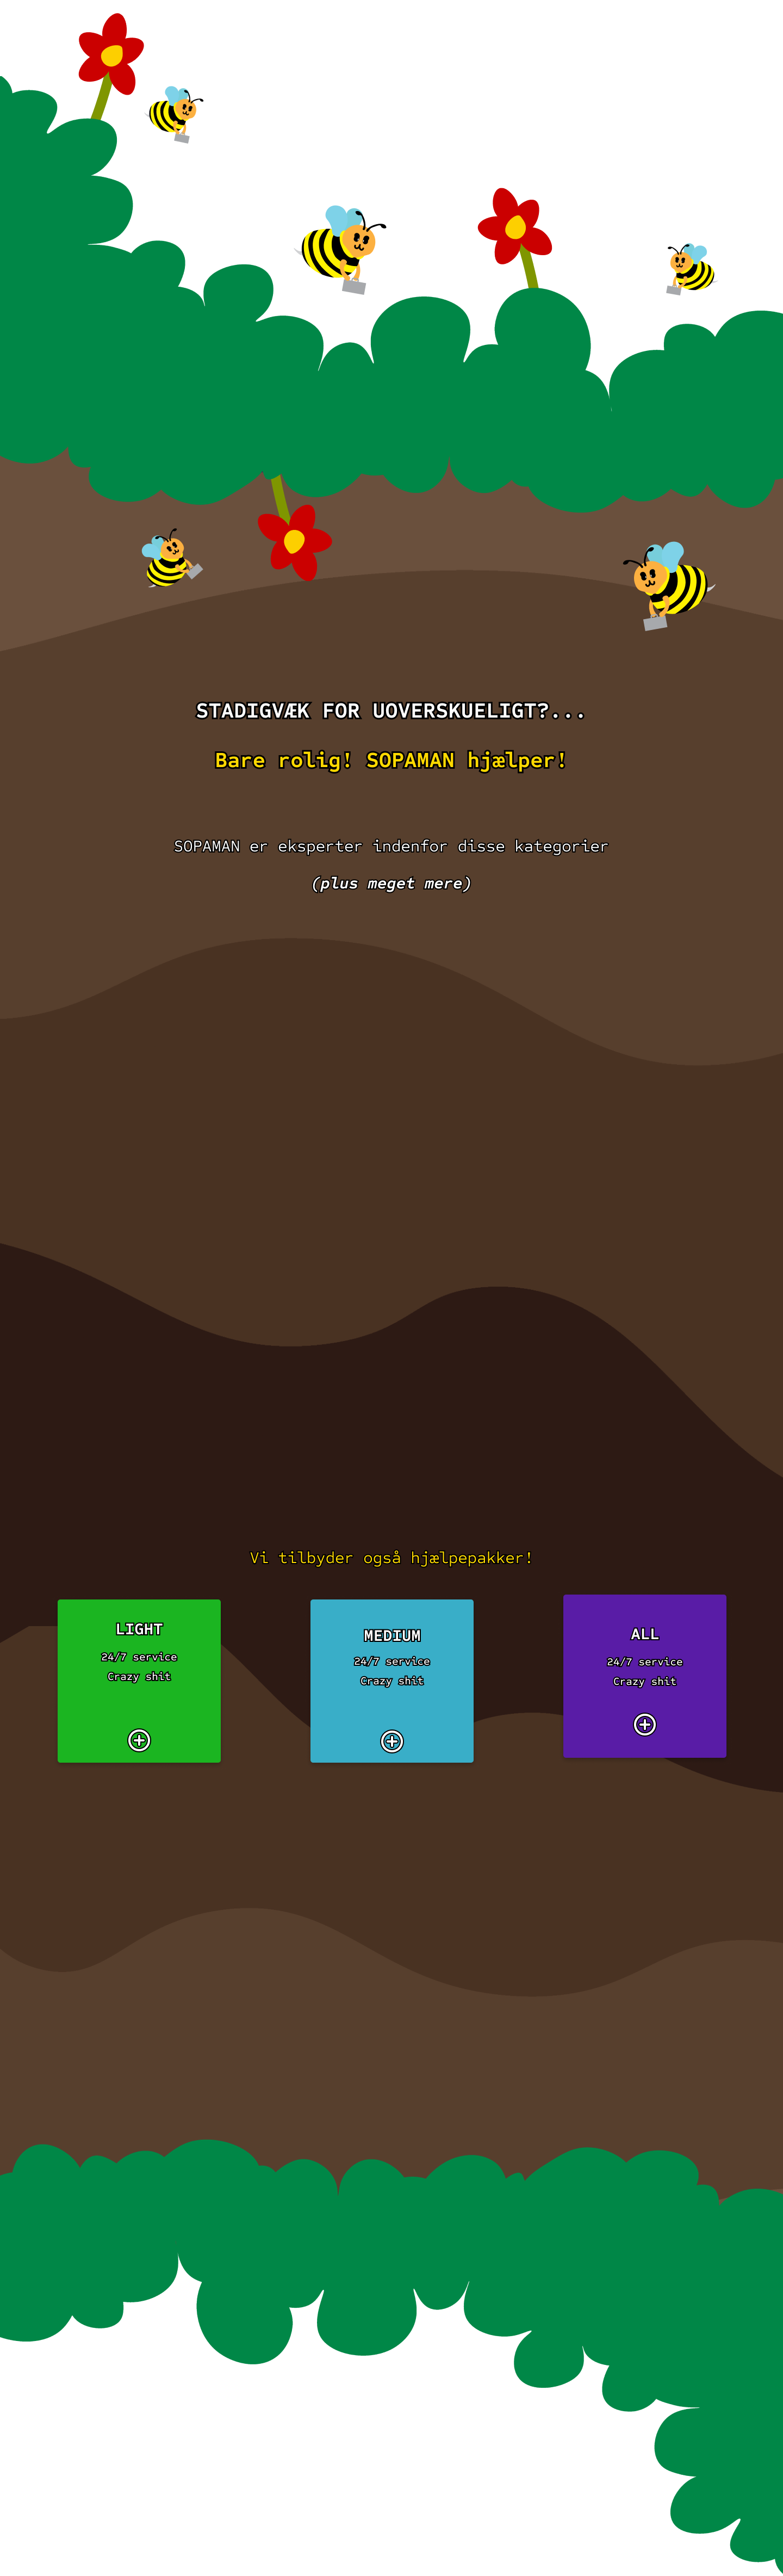 STADIGVÆK FOR UOVERSKUELIGT?...
Bare rolig! SOPAMAN hjælper!
SOPAMAN er eksperter indenfor disse kategorier
(plus meget mere)
Vi tilbyder også hjælpepakker!
LIGHT
24/7 service
Crazy shit
MEDIUM
24/7 service
Crazy shit
ALL
24/7 service
Crazy shit